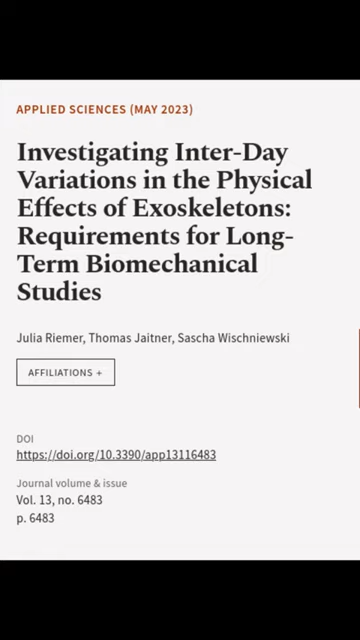 APPLIED SCIENCES (MAY 2023)
Investigating Inter-Day
Variations in the Physical
Effects of Exoskeletons:
Requirements for Long-
Term Biomechanical
Studies
Julia Riemer, Thomas Jaitner, Sascha Wischniewski
AFFILIATIONS +
DOI
https://doi.org/10.3390/app13116483
Journal volume & issue
Vol. 13, no. 6483
p. 6483